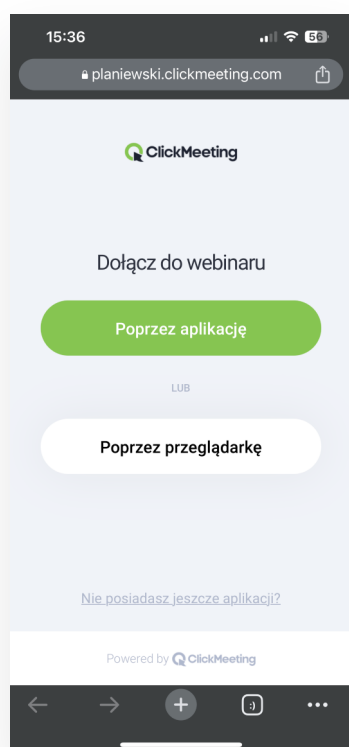 15:36
56
planiewski.clickmeeting.com
ClickMeeting
Dołącz do webinaru
Poprzez aplikację
LUB
Poprzez przeglądarkę
Nie posiadasz jeszcze aplikacji?
Powered by ClickMeeting
:)